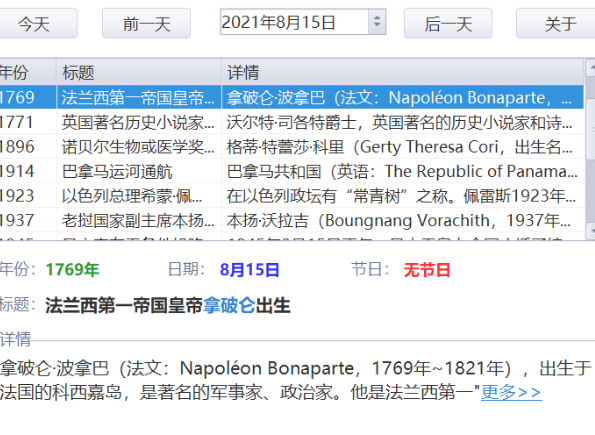 今天 前一天 2021年8月15日 后一天 关于
年份 标题 详情
1769 法兰西第一帝国皇帝... 拿破仑·波拿巴（法文：Napoléon Bonaparte，...
1771 英国著名历史小说家... 沃尔特·司各特爵士，英国著名的历史小说家和诗...
1896 诺贝尔生物或医学奖... 格蒂·特蕾莎·科里（Gerty Theresa Cori，出生名...
1914 巴拿马运河通航 巴拿马共和国（英语：The Republic of Panama...
1923 以色列总理希蒙·佩... 在以色列政坛有“常青树”之称。佩雷斯1923年...
1937 老挝国家副主席本扬... 本扬·沃拉吉（Boungnang Vorachith，1937年...
年份： 1769年 日期： 8月15日 节日： 无节日
标题： 法兰西第一帝国皇帝拿破仑出生
详情
拿破仑·波拿巴（法文：Napoléon Bonaparte，1769年~1821年），出生于
法国的科西嘉岛，是著名的军事家、政治家。他是法兰西第一"更多>>